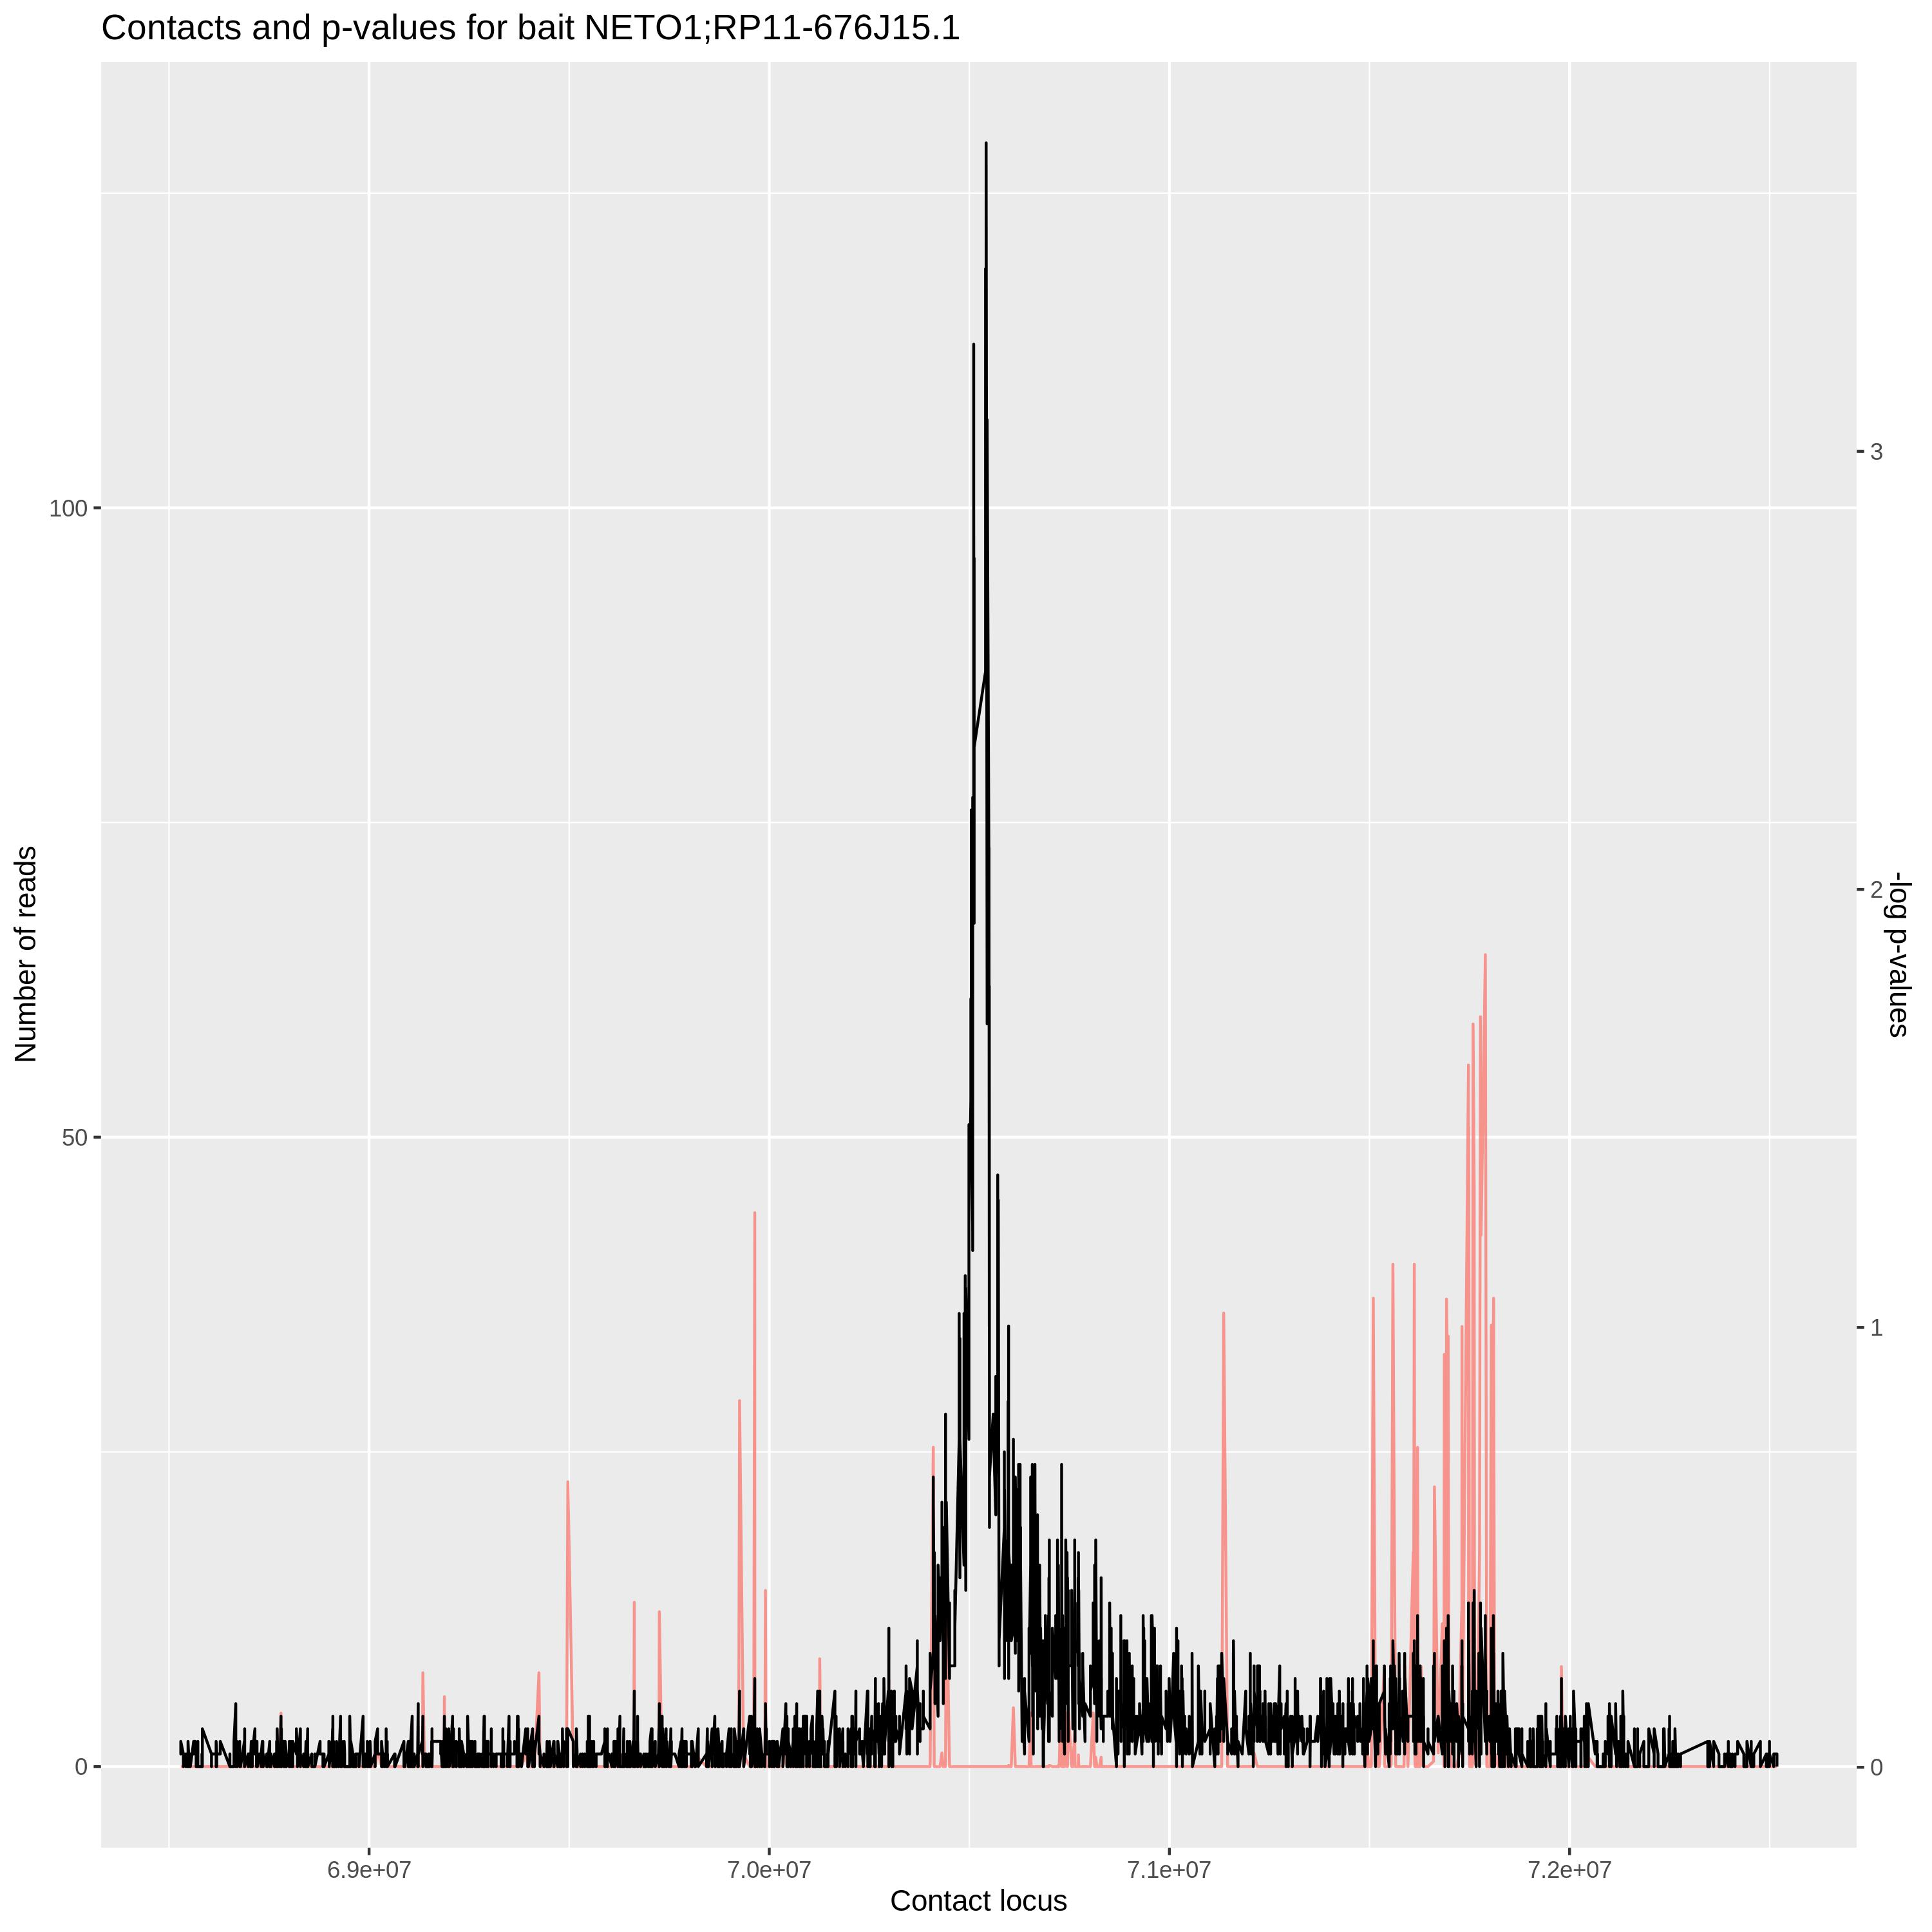 Contacts and p-values for bait NETO1;RP11-676J15.1
Number of reads
100
50
0
3
2
1
0
-log p-values
6.9e+07 7.0e+07 7.1e+07 7.2e+07
Contact locus